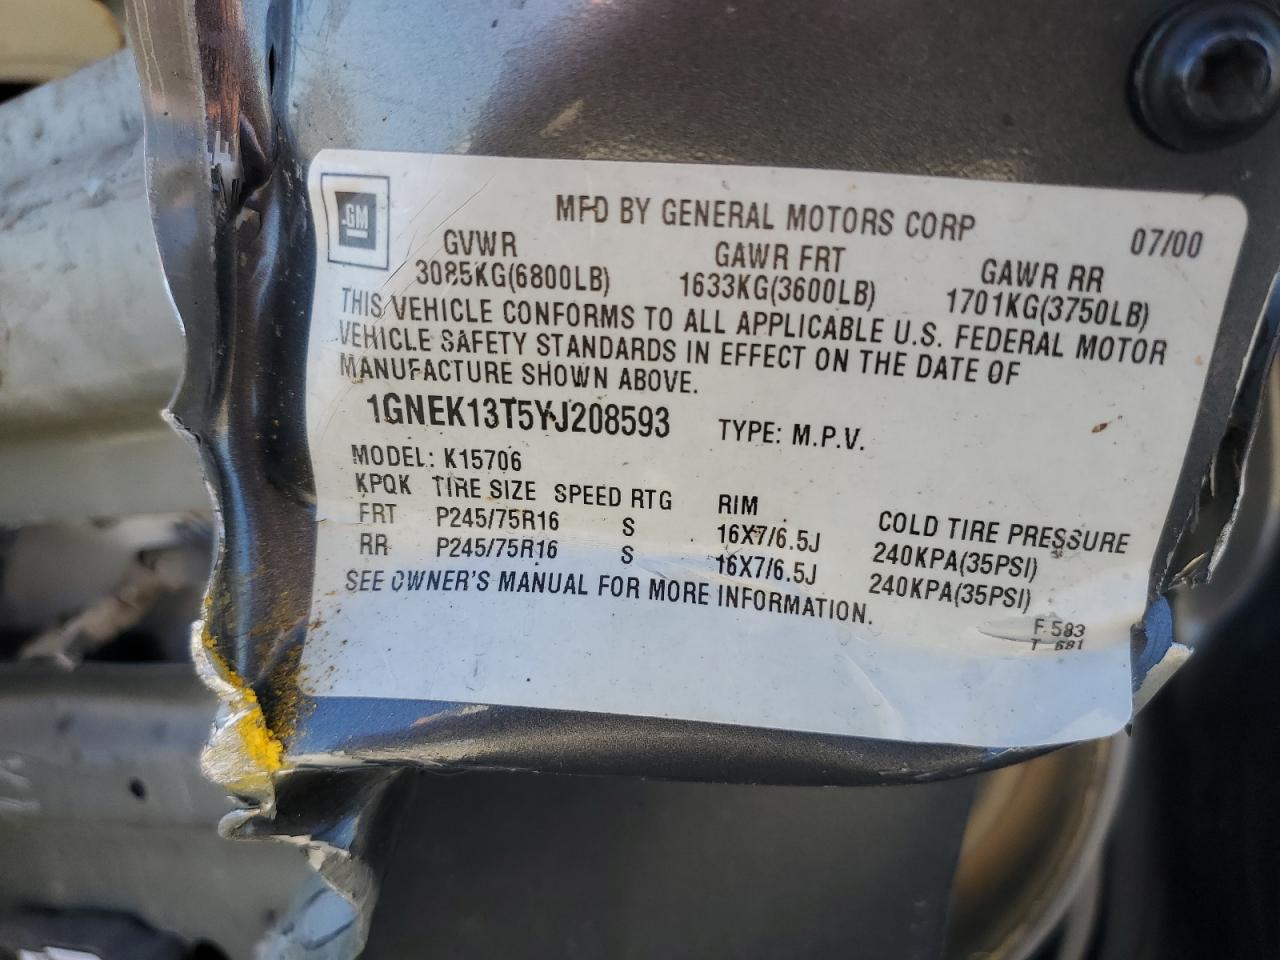 GM
MFD BY GENERAL MOTORS CORP 07/00
GVWR GAWR FRT GAWR RR
3085KG(6800LB) 1633KG(3600LB) 1701KG(3750LB)
THIS VEHICLE CONFORMS TO ALL APPLICABLE U.S. FEDERAL MOTOR
VEHICLE SAFETY STANDARDS IN EFFECT ON THE DATE OF
MANUFACTURE SHOWN ABOVE.
1GNEK13T5YJ208593 TYPE: M.P.V.
MODEL: K15706
KPQK TIRE SIZE SPEED RTG RIM COLD TIRE PRESSURE
FRT P245/75R16 S 16X7/6.5J 240KPA(35PSI)
RR P245/75R16 S 16X7/6.5J 240KPA(35PSI)
SEE OWNER'S MANUAL FOR MORE INFORMATION.
F 583
T 681